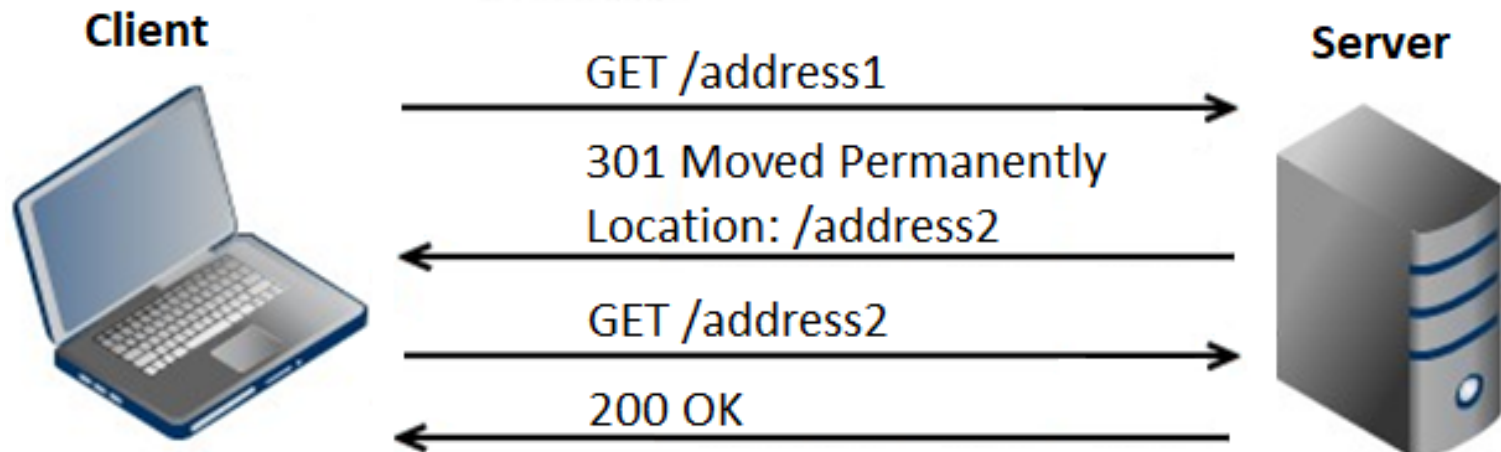 Client
Server
GET /address1
301 Moved Permanently
Location: /address2
GET /address2
200 OK